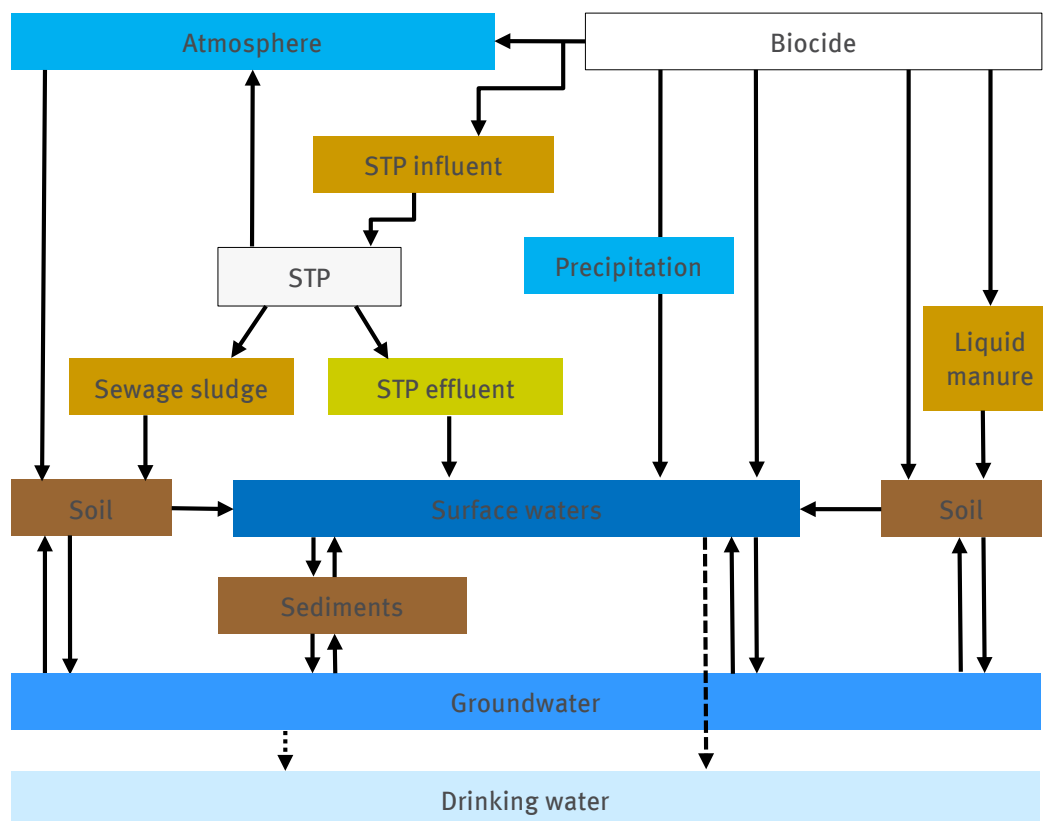 Atmosphere
Biocide
STP influent
STP
Precipitation
Liquid
manure
Sewage sludge
STP effluent
Soil
Surface waters
Soil
Sediments
Groundwater
Drinking water